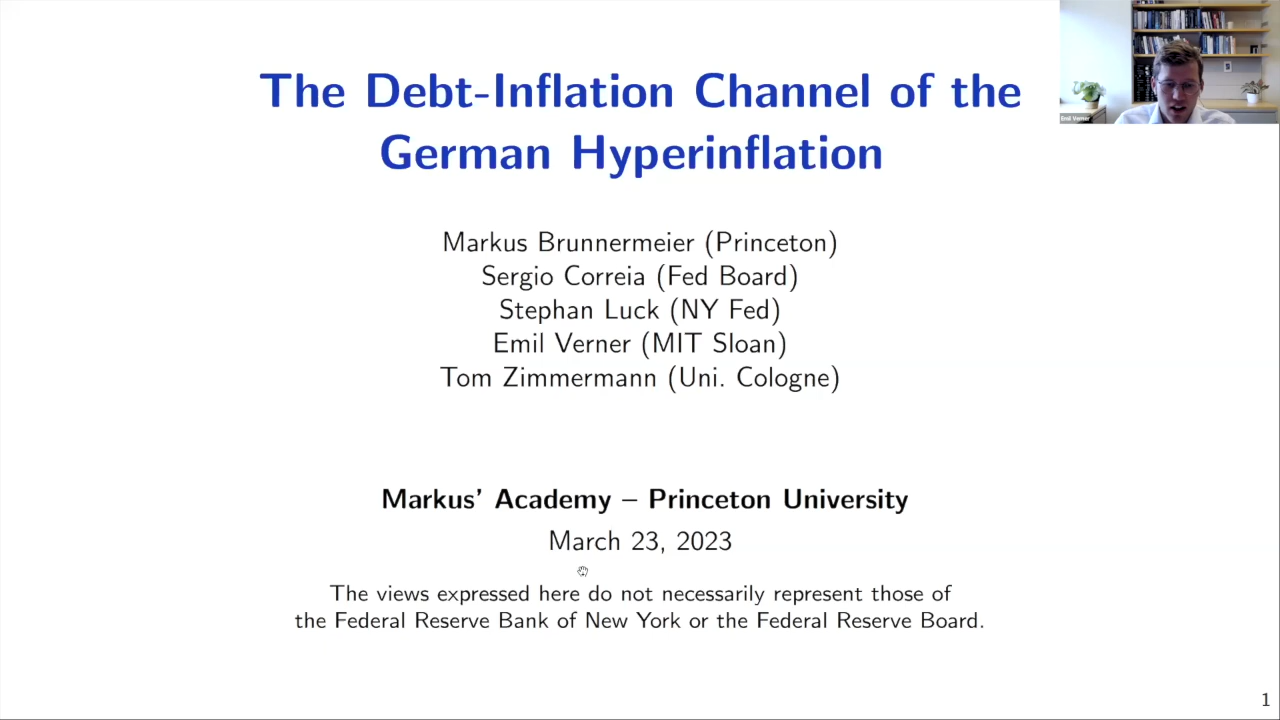 The Debt-Inflation Channel of the
German Hyperinflation
Markus Brunnermeier (Princeton)
Sergio Correia (Fed Board)
Stephan Luck (NY Fed)
Emil Verner (MIT Sloan)
Tom Zimmermann (Uni. Cologne)
Markus' Academy – Princeton University
March 23, 2023
The views expressed here do not necessarily represent those of
the Federal Reserve Bank of New York or the Federal Reserve Board.
Emil Verner
1